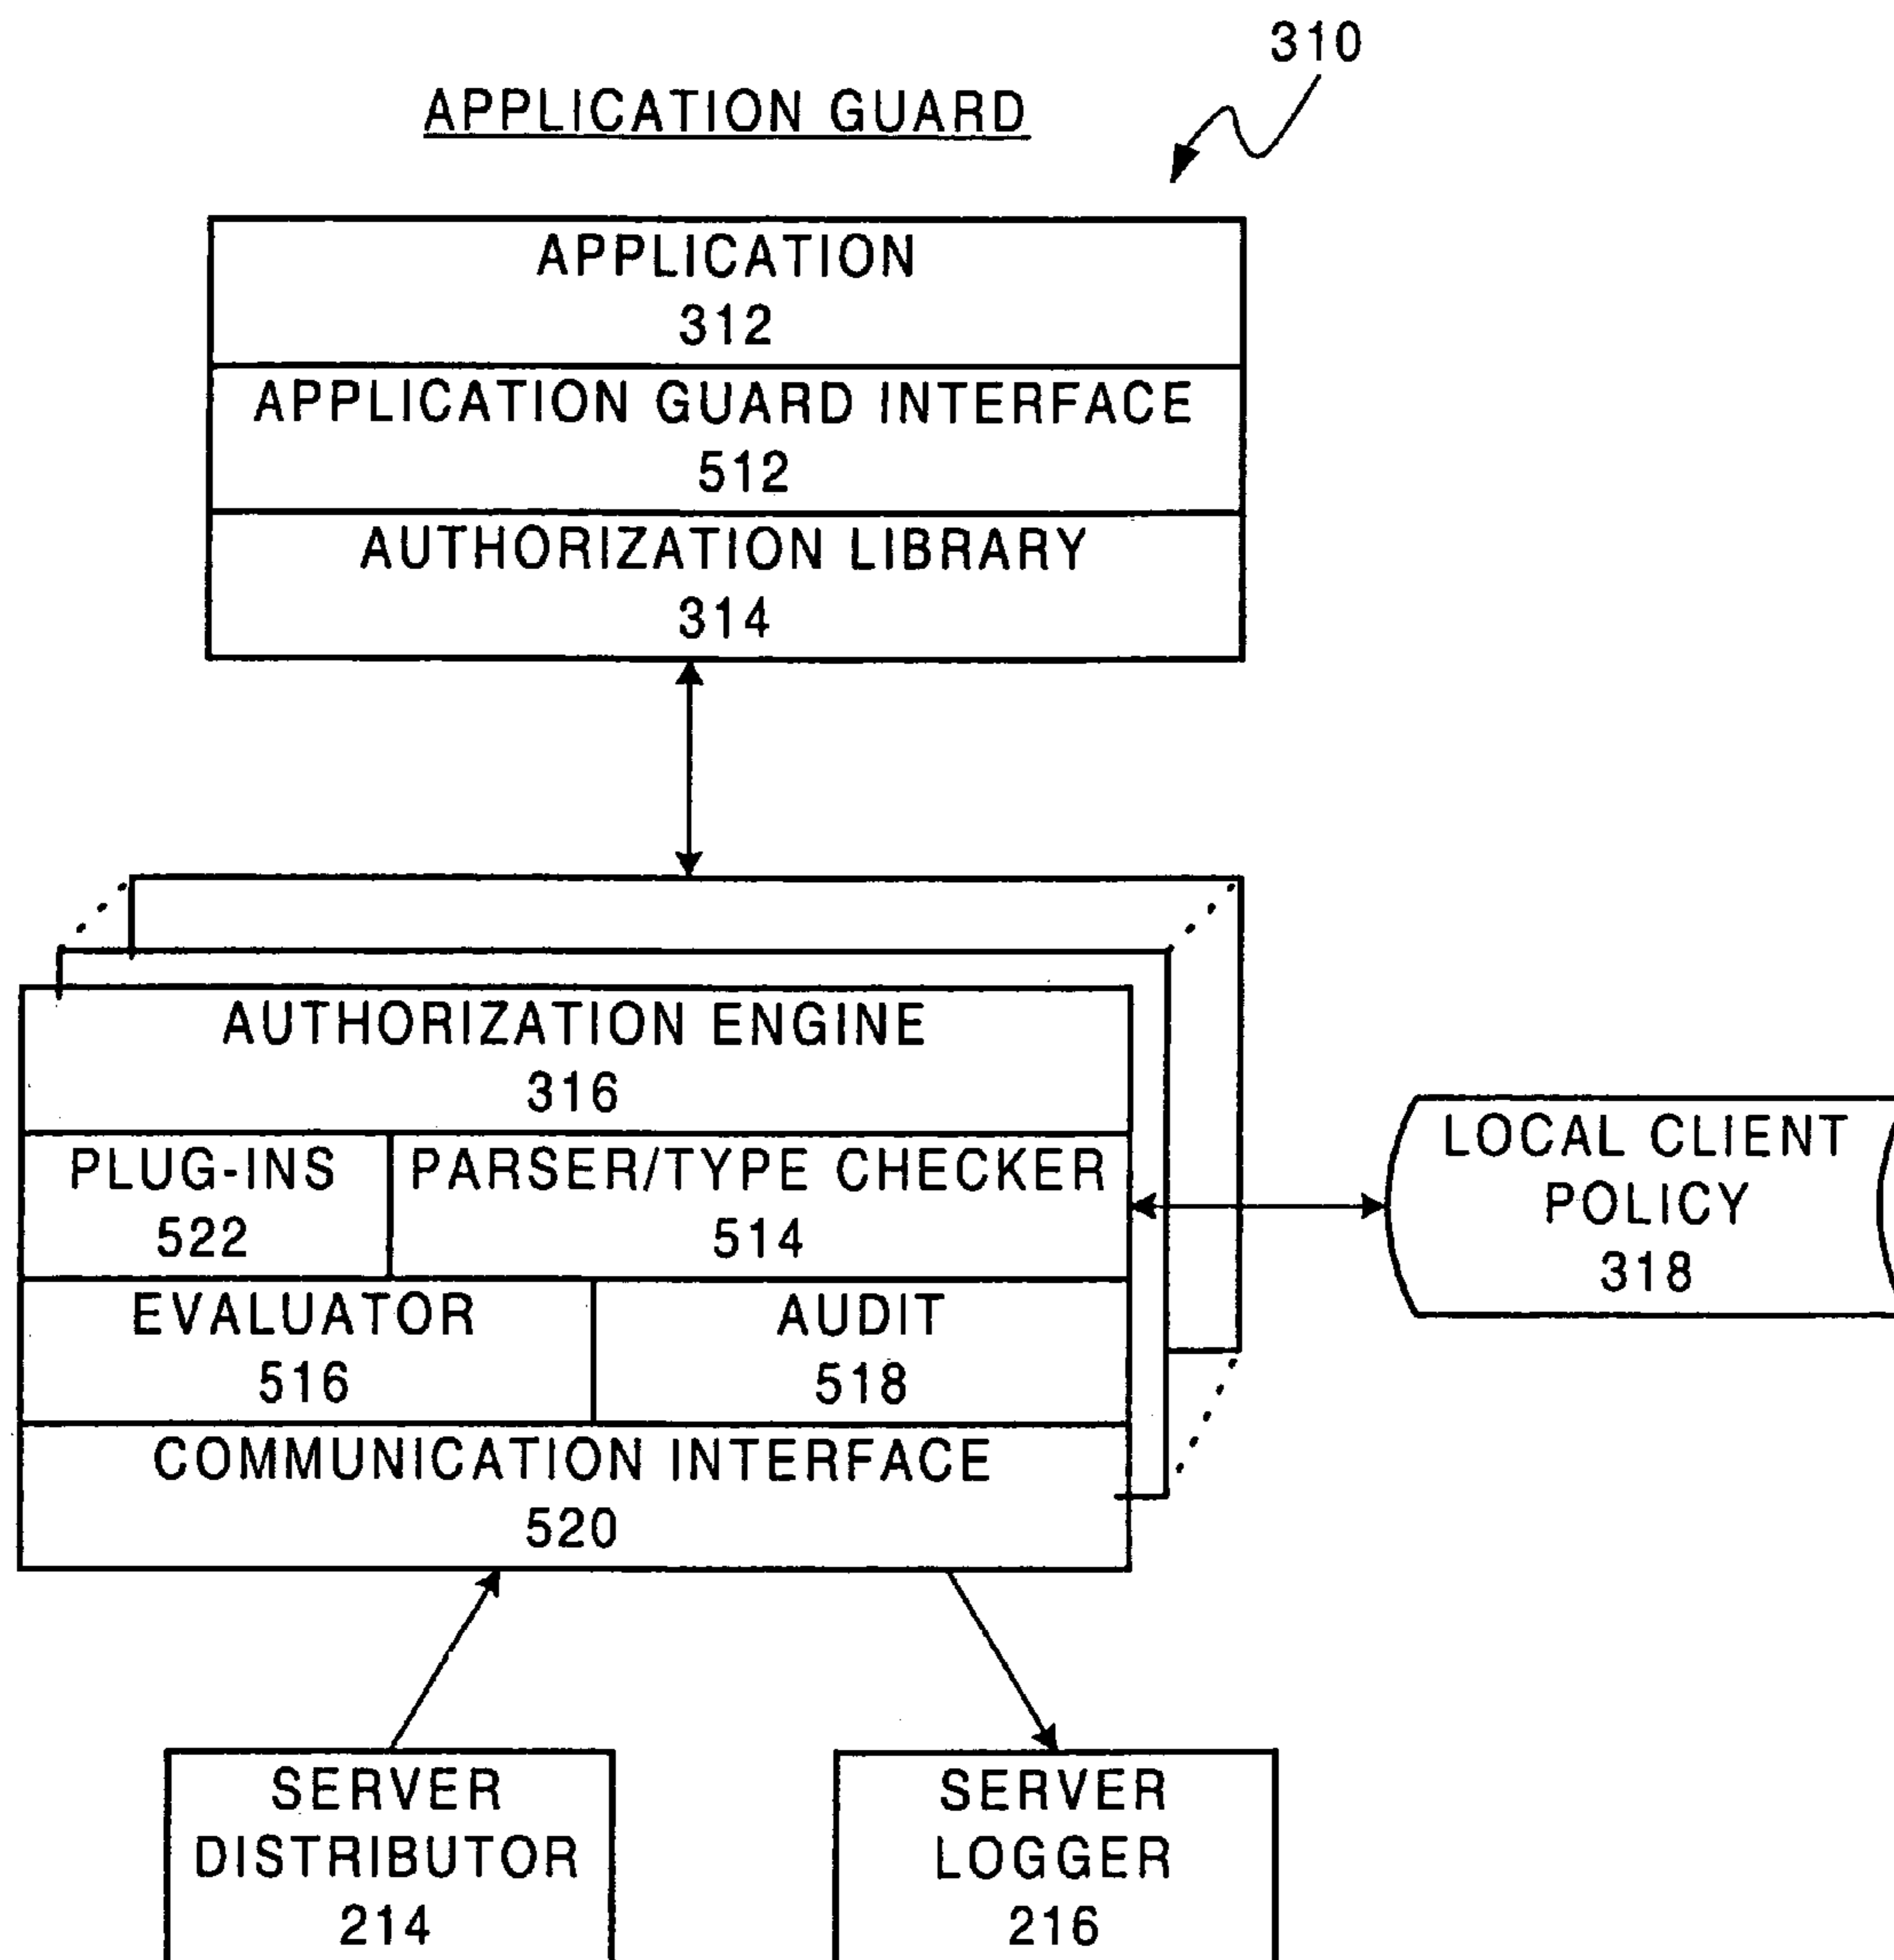 310
APPLICATION GUARD
APPLICATION
312
APPLICATION GUARD INTERFACE
512
AUTHORIZATION LIBRARY
314
AUTHORIZATION ENGINE
316
PLUG-INS
522
PARSER/TYPE CHECKER
514
LOCAL CLIENT
POLICY
318
EVALUATOR
516
AUDIT
518
COMMUNICATION INTERFACE
520
SERVER
DISTRIBUTOR
214
SERVER
LOGGER
216